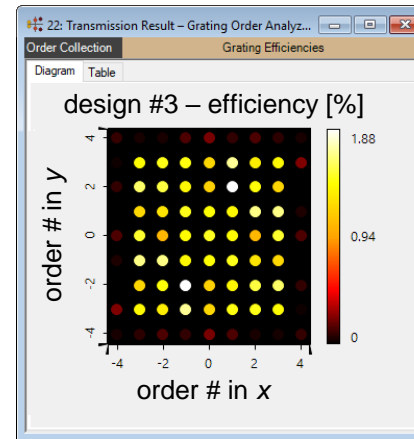 22: Transmission Result – Grating Order Analyz...
Order Collection Grating Efficiencies
Diagram Table
design #3 – efficiency [%]
order # in y
4
2
0
-2
-4
1.88
0.94
0
-4 -2 0 2 4
order # in x